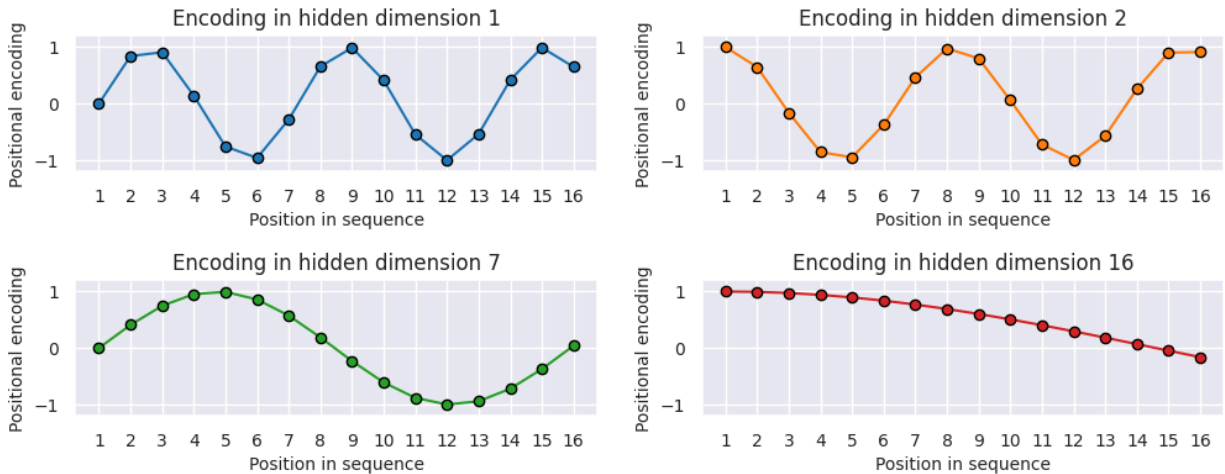 Encoding in hidden dimension 1
Positional encoding
1
0
−1
1 2 3 4 5 6 7 8 9 10 11 12 13 14 15 16
Position in sequence
Encoding in hidden dimension 2
Positional encoding
1
0
−1
1 2 3 4 5 6 7 8 9 10 11 12 13 14 15 16
Position in sequence
Encoding in hidden dimension 7
Positional encoding
1
0
−1
1 2 3 4 5 6 7 8 9 10 11 12 13 14 15 16
Position in sequence
Encoding in hidden dimension 16
Positional encoding
1
0
−1
1 2 3 4 5 6 7 8 9 10 11 12 13 14 15 16
Position in sequence